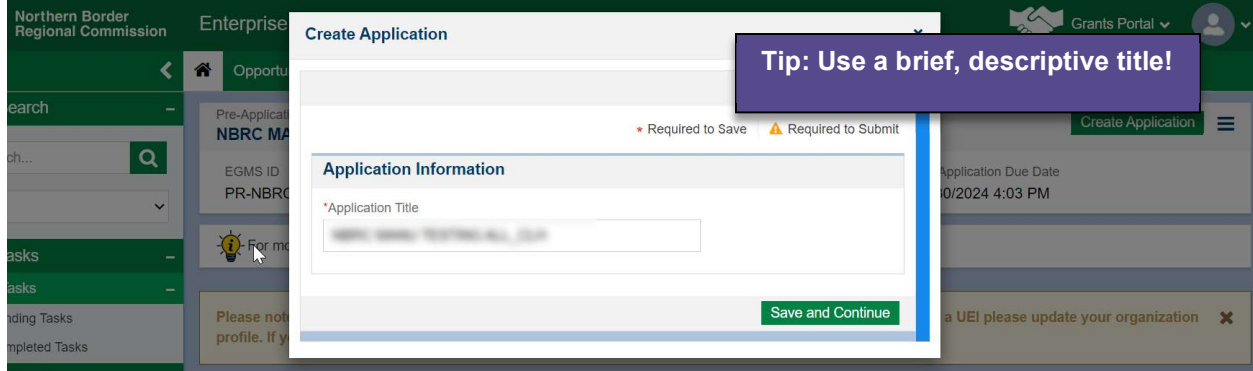 Northern Border
Regional Commission
Enterprise
Grants Portal
Opportu
earch
ch...
Tasks
Tasks
nding Tasks
mpleted Tasks
Pre-Applicati
NBRC MA
EGMS ID
PR-NBRC
For mo
Please note
profile. If y
Create Application
Tip: Use a brief, descriptive title!
* Required to Save
Required to Submit
Application Information
*Application Title
Save and Continue
Create Application
Application Due Date
30/2024 4:03 PM
a UEI please update your organization